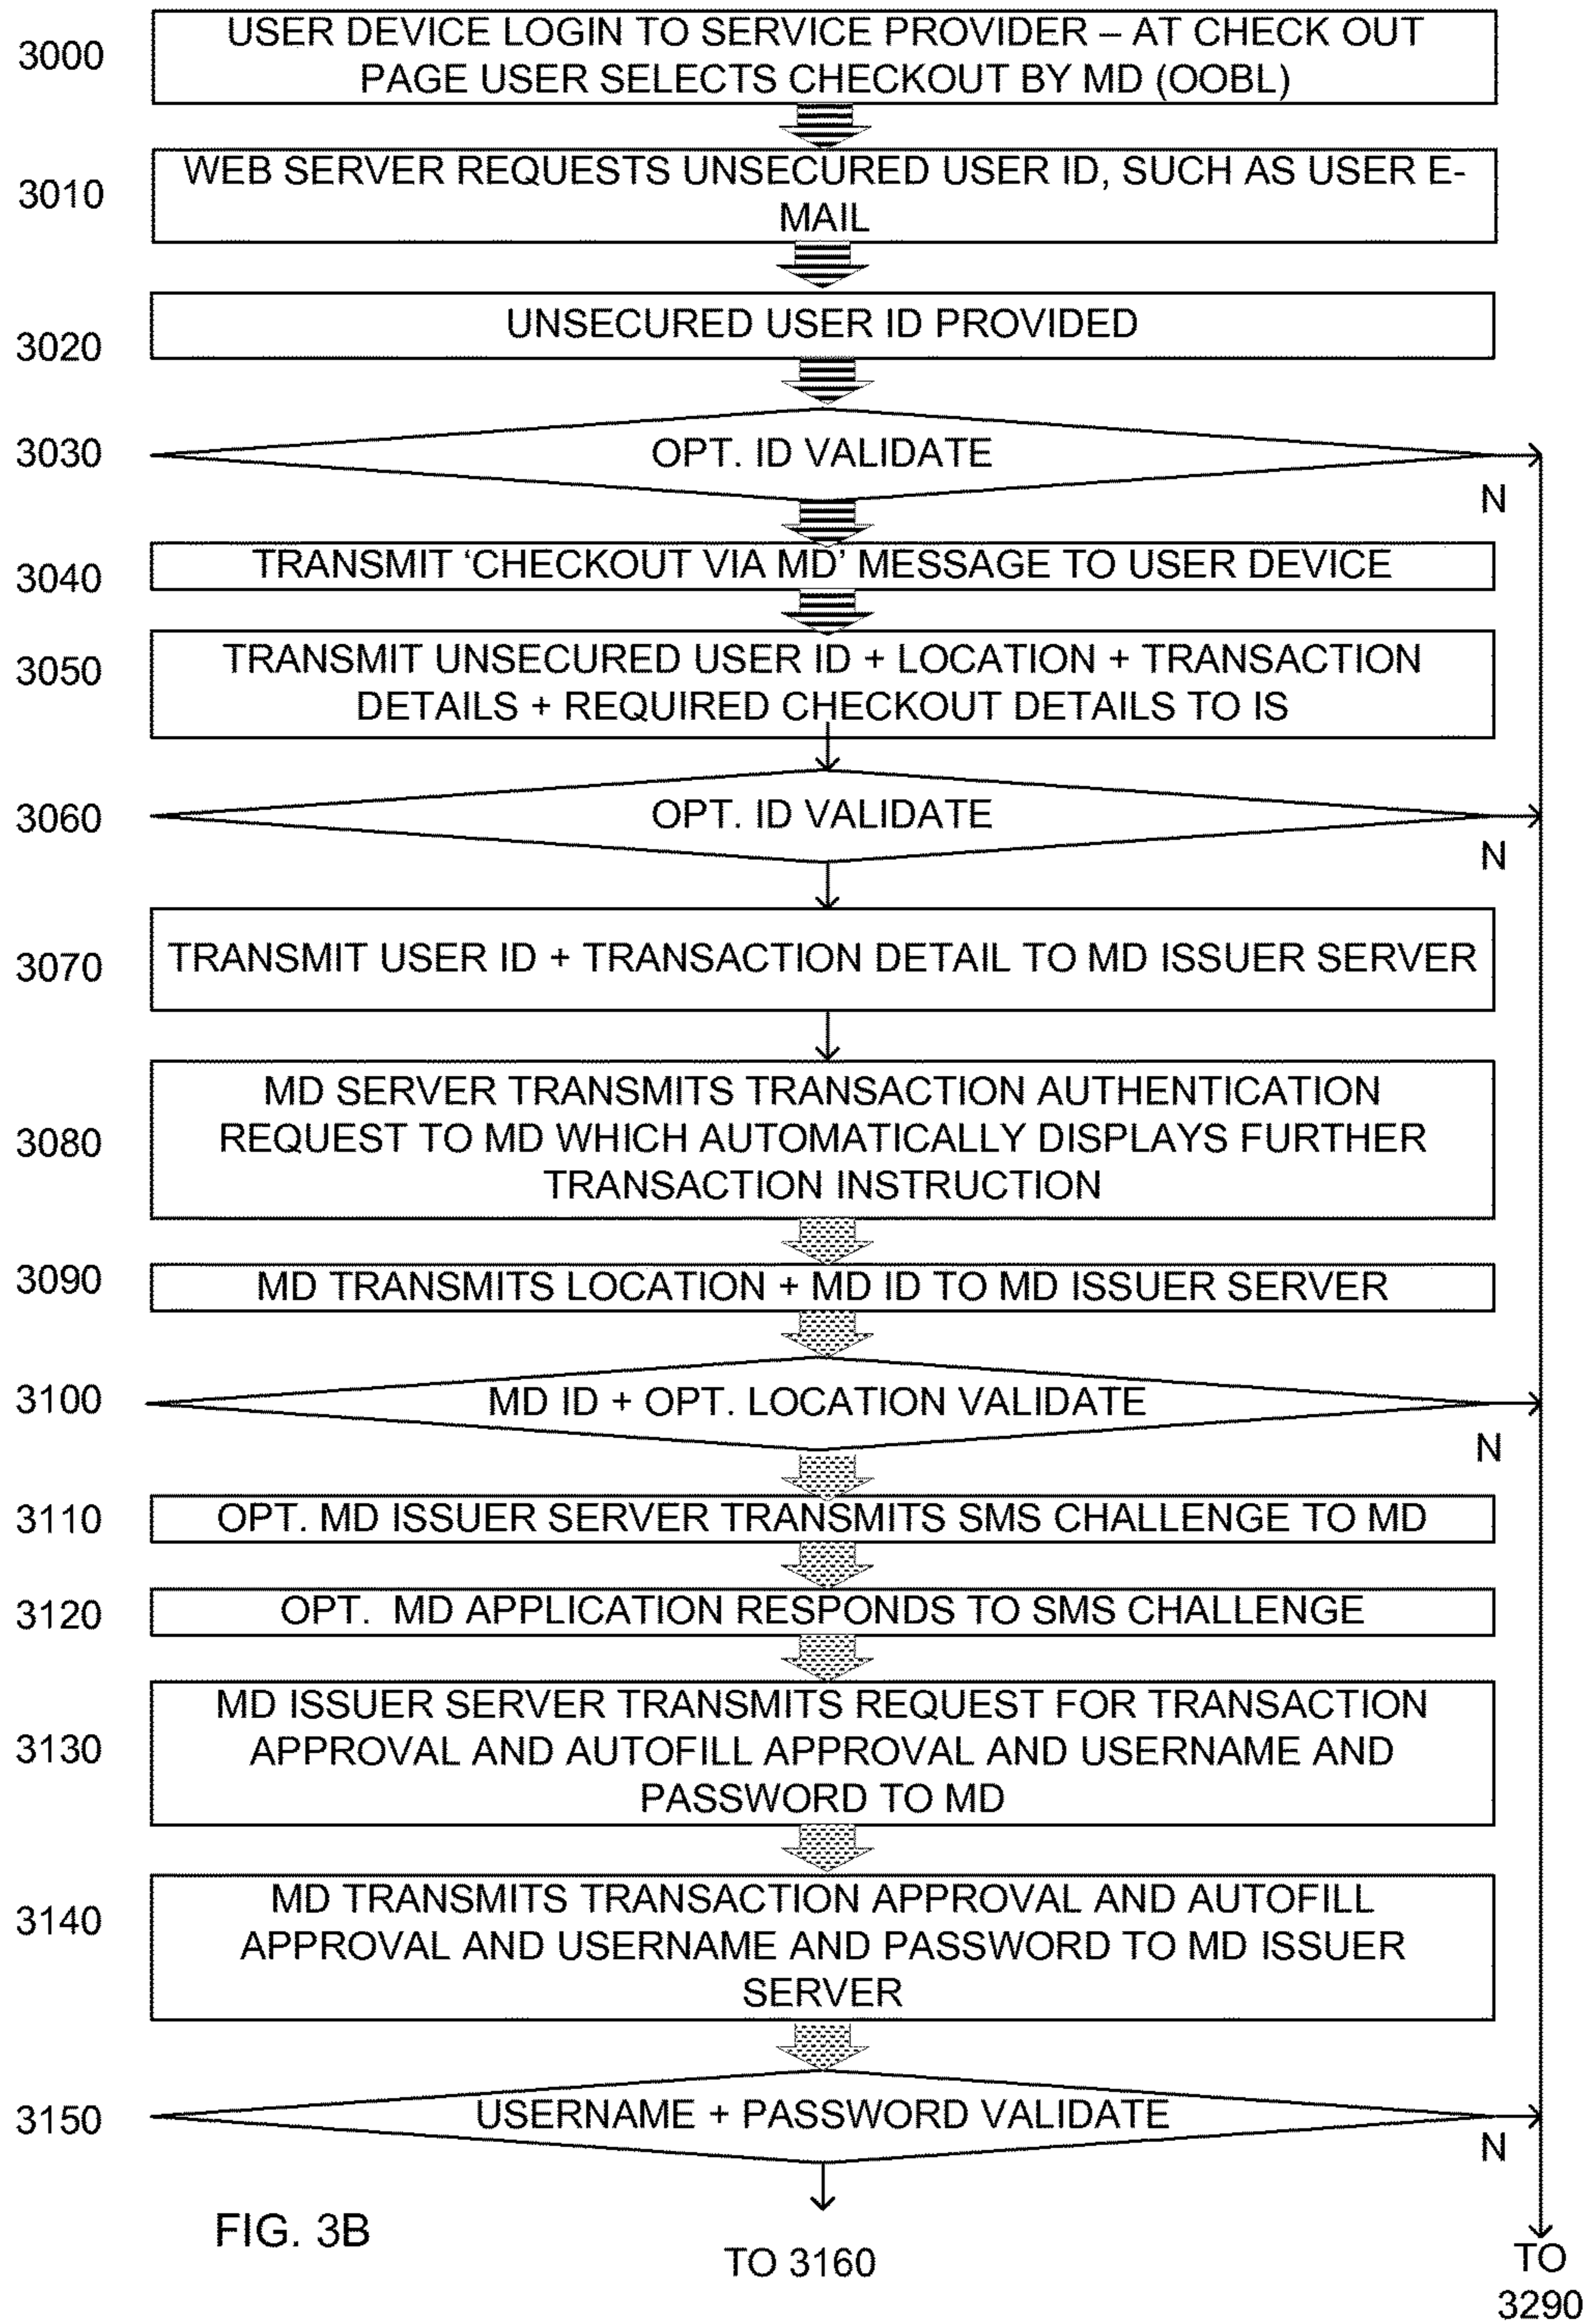 3000
USER DEVICE LOGIN TO SERVICE PROVIDER – AT CHECK OUT
PAGE USER SELECTS CHECKOUT BY MD (OOBL)
3010
WEB SERVER REQUESTS UNSECURED USER ID, SUCH AS USER E-
MAIL
3020
UNSECURED USER ID PROVIDED
3030
OPT. ID VALIDATE
N
3040
TRANSMIT ‘CHECKOUT VIA MD’ MESSAGE TO USER DEVICE
3050
TRANSMIT UNSECURED USER ID + LOCATION + TRANSACTION
DETAILS + REQUIRED CHECKOUT DETAILS TO IS
3060
OPT. ID VALIDATE
N
3070
TRANSMIT USER ID + TRANSACTION DETAIL TO MD ISSUER SERVER
3080
MD SERVER TRANSMITS TRANSACTION AUTHENTICATION
REQUEST TO MD WHICH AUTOMATICALLY DISPLAYS FURTHER
TRANSACTION INSTRUCTION
3090
MD TRANSMITS LOCATION + MD ID TO MD ISSUER SERVER
3100
MD ID + OPT. LOCATION VALIDATE
N
3110
OPT. MD ISSUER SERVER TRANSMITS SMS CHALLENGE TO MD
3120
OPT. MD APPLICATION RESPONDS TO SMS CHALLENGE
3130
MD ISSUER SERVER TRANSMITS REQUEST FOR TRANSACTION
APPROVAL AND AUTOFILL APPROVAL AND USERNAME AND
PASSWORD TO MD
3140
MD TRANSMITS TRANSACTION APPROVAL AND AUTOFILL
APPROVAL AND USERNAME AND PASSWORD TO MD ISSUER
SERVER
3150
USERNAME + PASSWORD VALIDATE
N
FIG. 3B
TO 3160
TO
3290